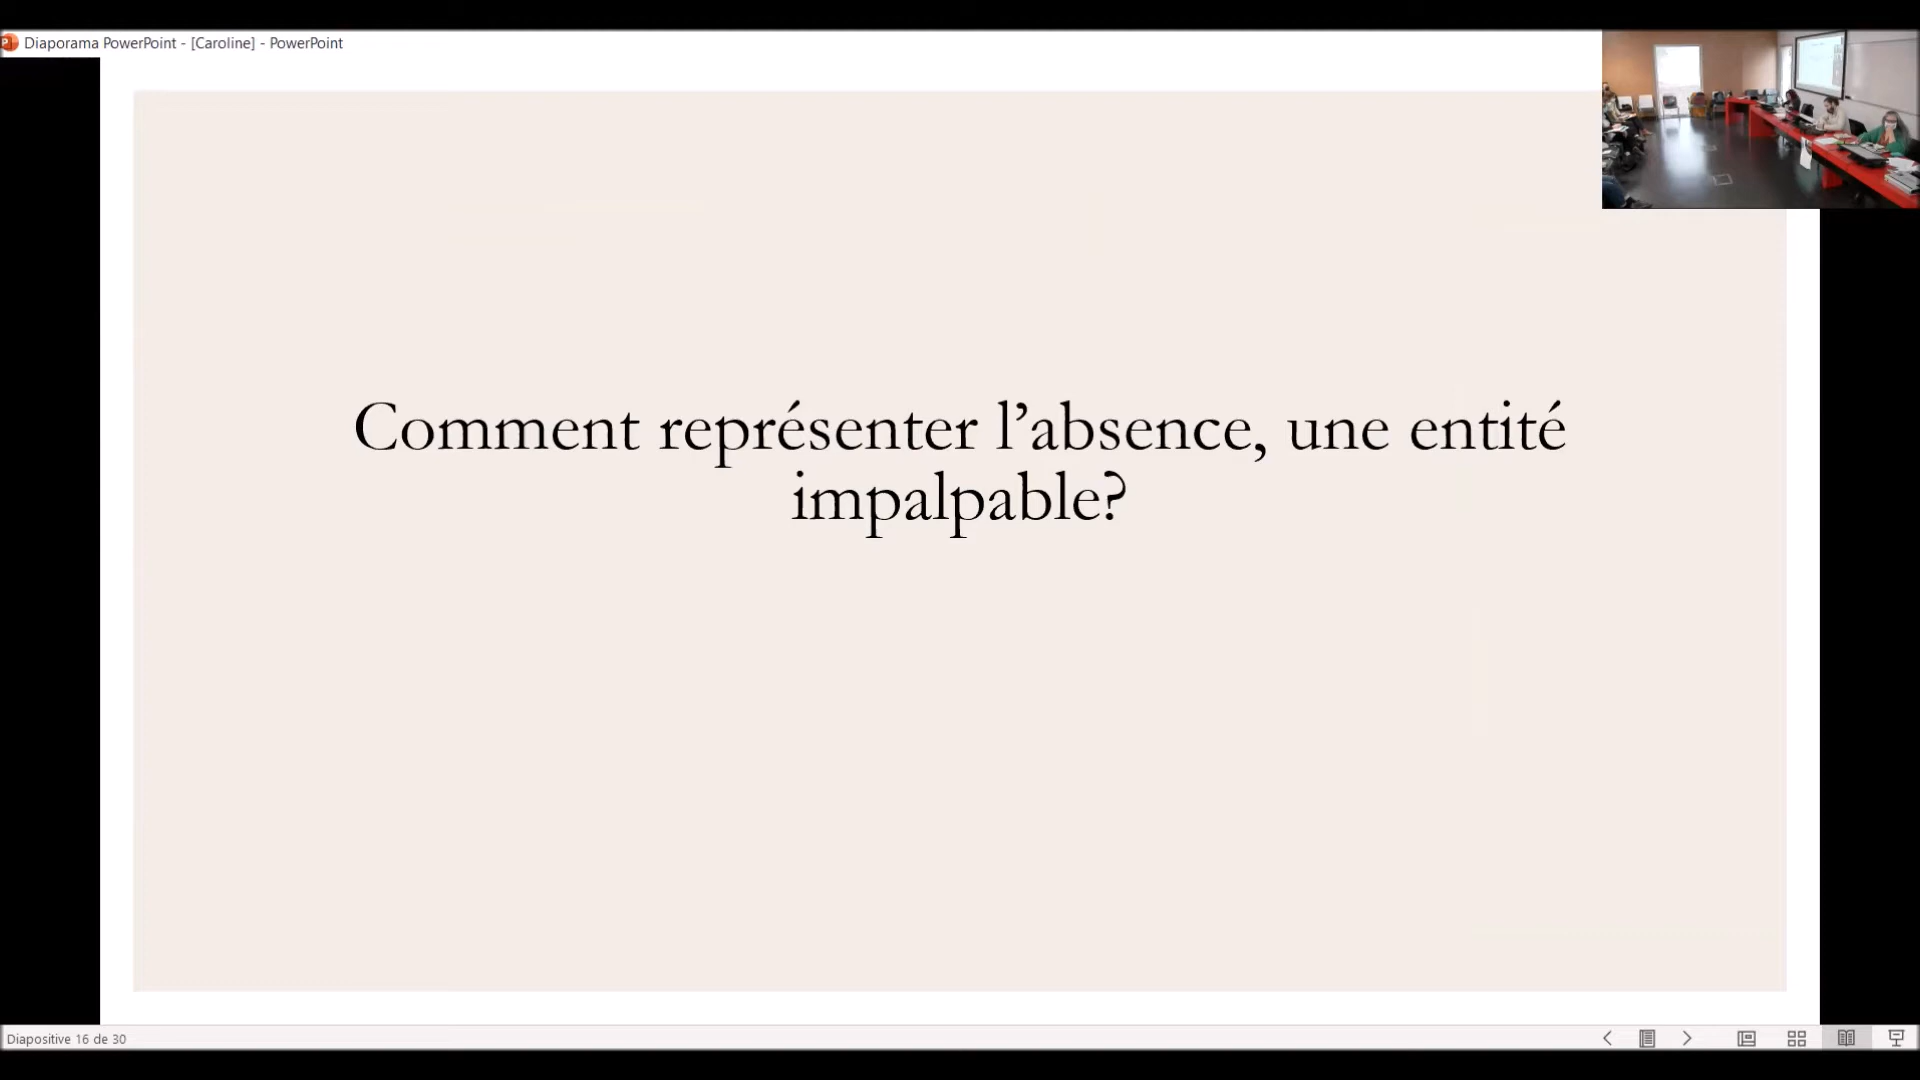 Diaporama PowerPoint - [Caroline] - PowerPoint
Comment représenter l’absence, une entité
impalpable?
Diapositive 16 de 30